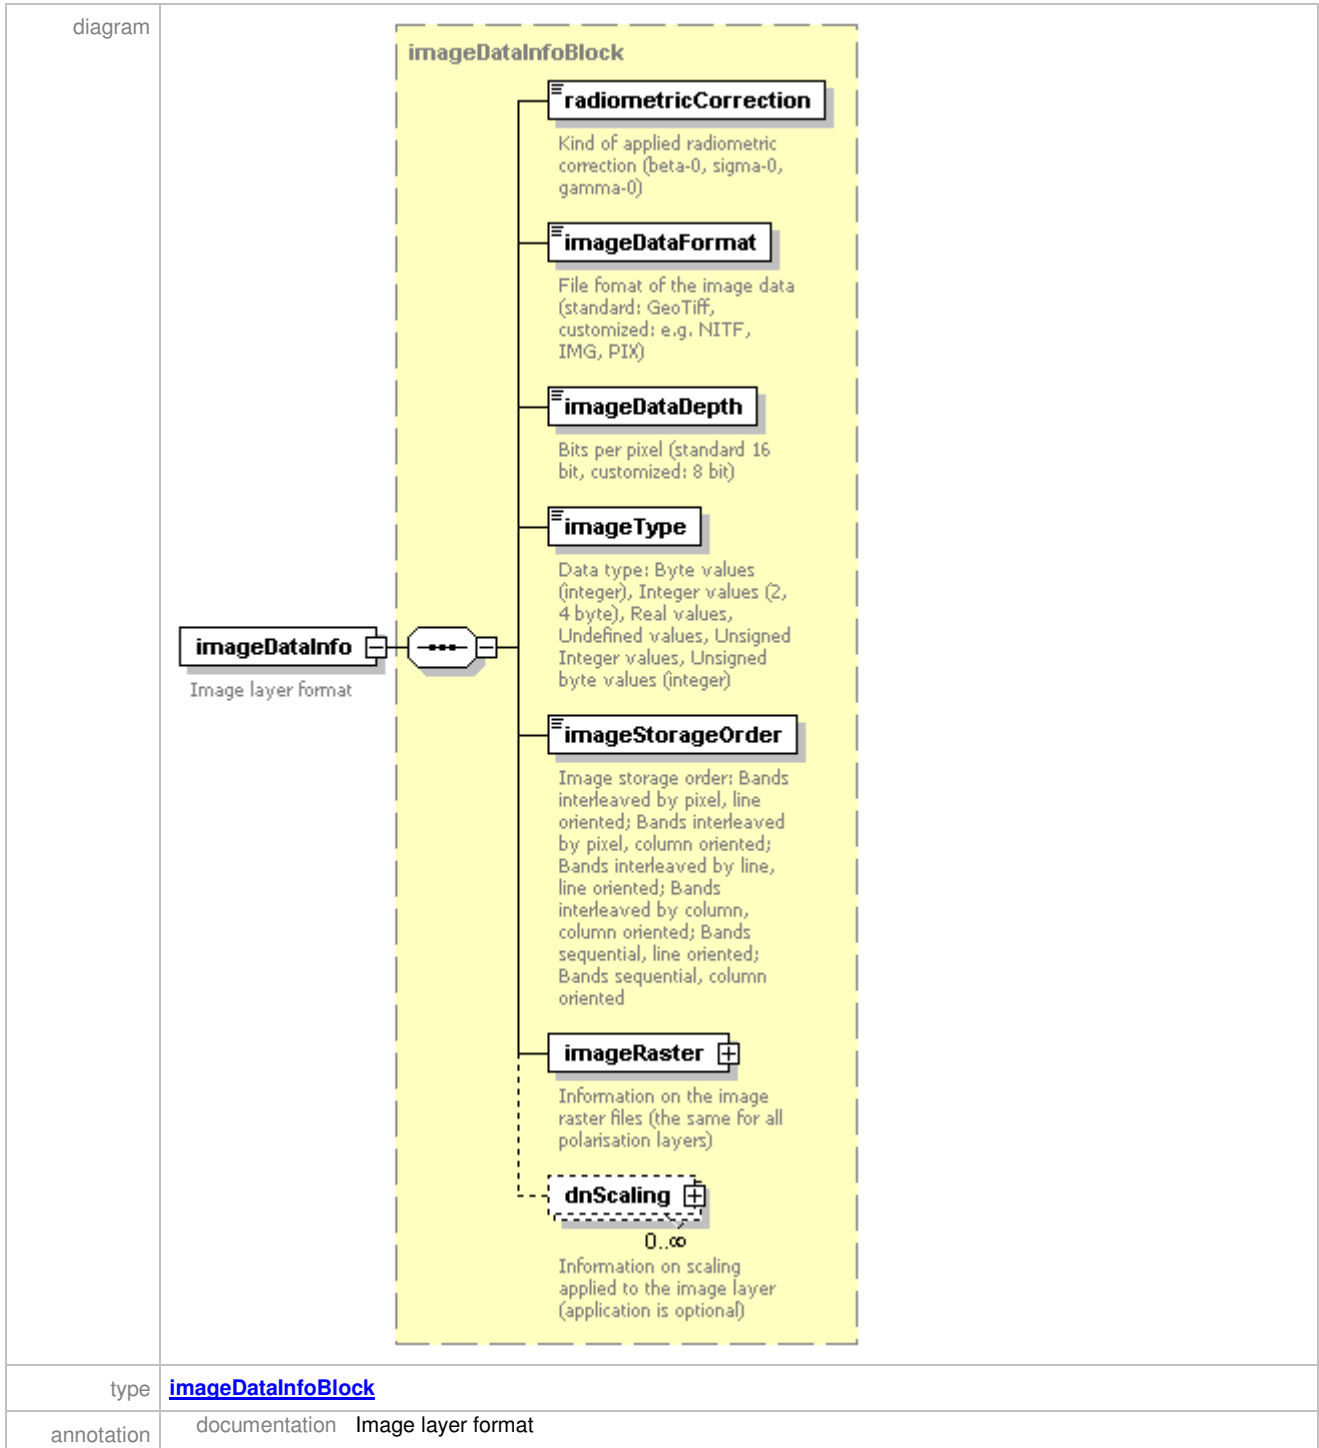 diagram
imageDataInfoBlock
radiometricCorrection
Kind of applied radiometric
correction (beta-0, sigma-0,
gamma-0)
imageDataFormat
File fomat of the image data
(standard: GeoTiff,
customized: e.g. NITF,
IMG, PIX)
imageDataDepth
Bits per pixel (standard 16
bit, customized: 8 bit)
imageType
Data type: Byte values
(integer), Integer values (2,
4 byte), Real values,
Undefined values, Unsigned
Integer values, Unsigned
byte values (integer)
imageDataInfo
Image layer format
imageStorageOrder
Image storage order: Bands
interleaved by pixel, line
oriented; Bands interleaved
by pixel, column oriented;
Bands interleaved by line,
line oriented; Bands
interleaved by column,
column oriented; Bands
sequential, line oriented;
Bands sequential, column
oriented
imageRaster
Information on the image
raster files (the same for all
polarisation layers)
dnScaling
0..∞
Information on scaling
applied to the image layer
(application is optional)
type imageDataInfoBlock
annotation documentation Image layer format